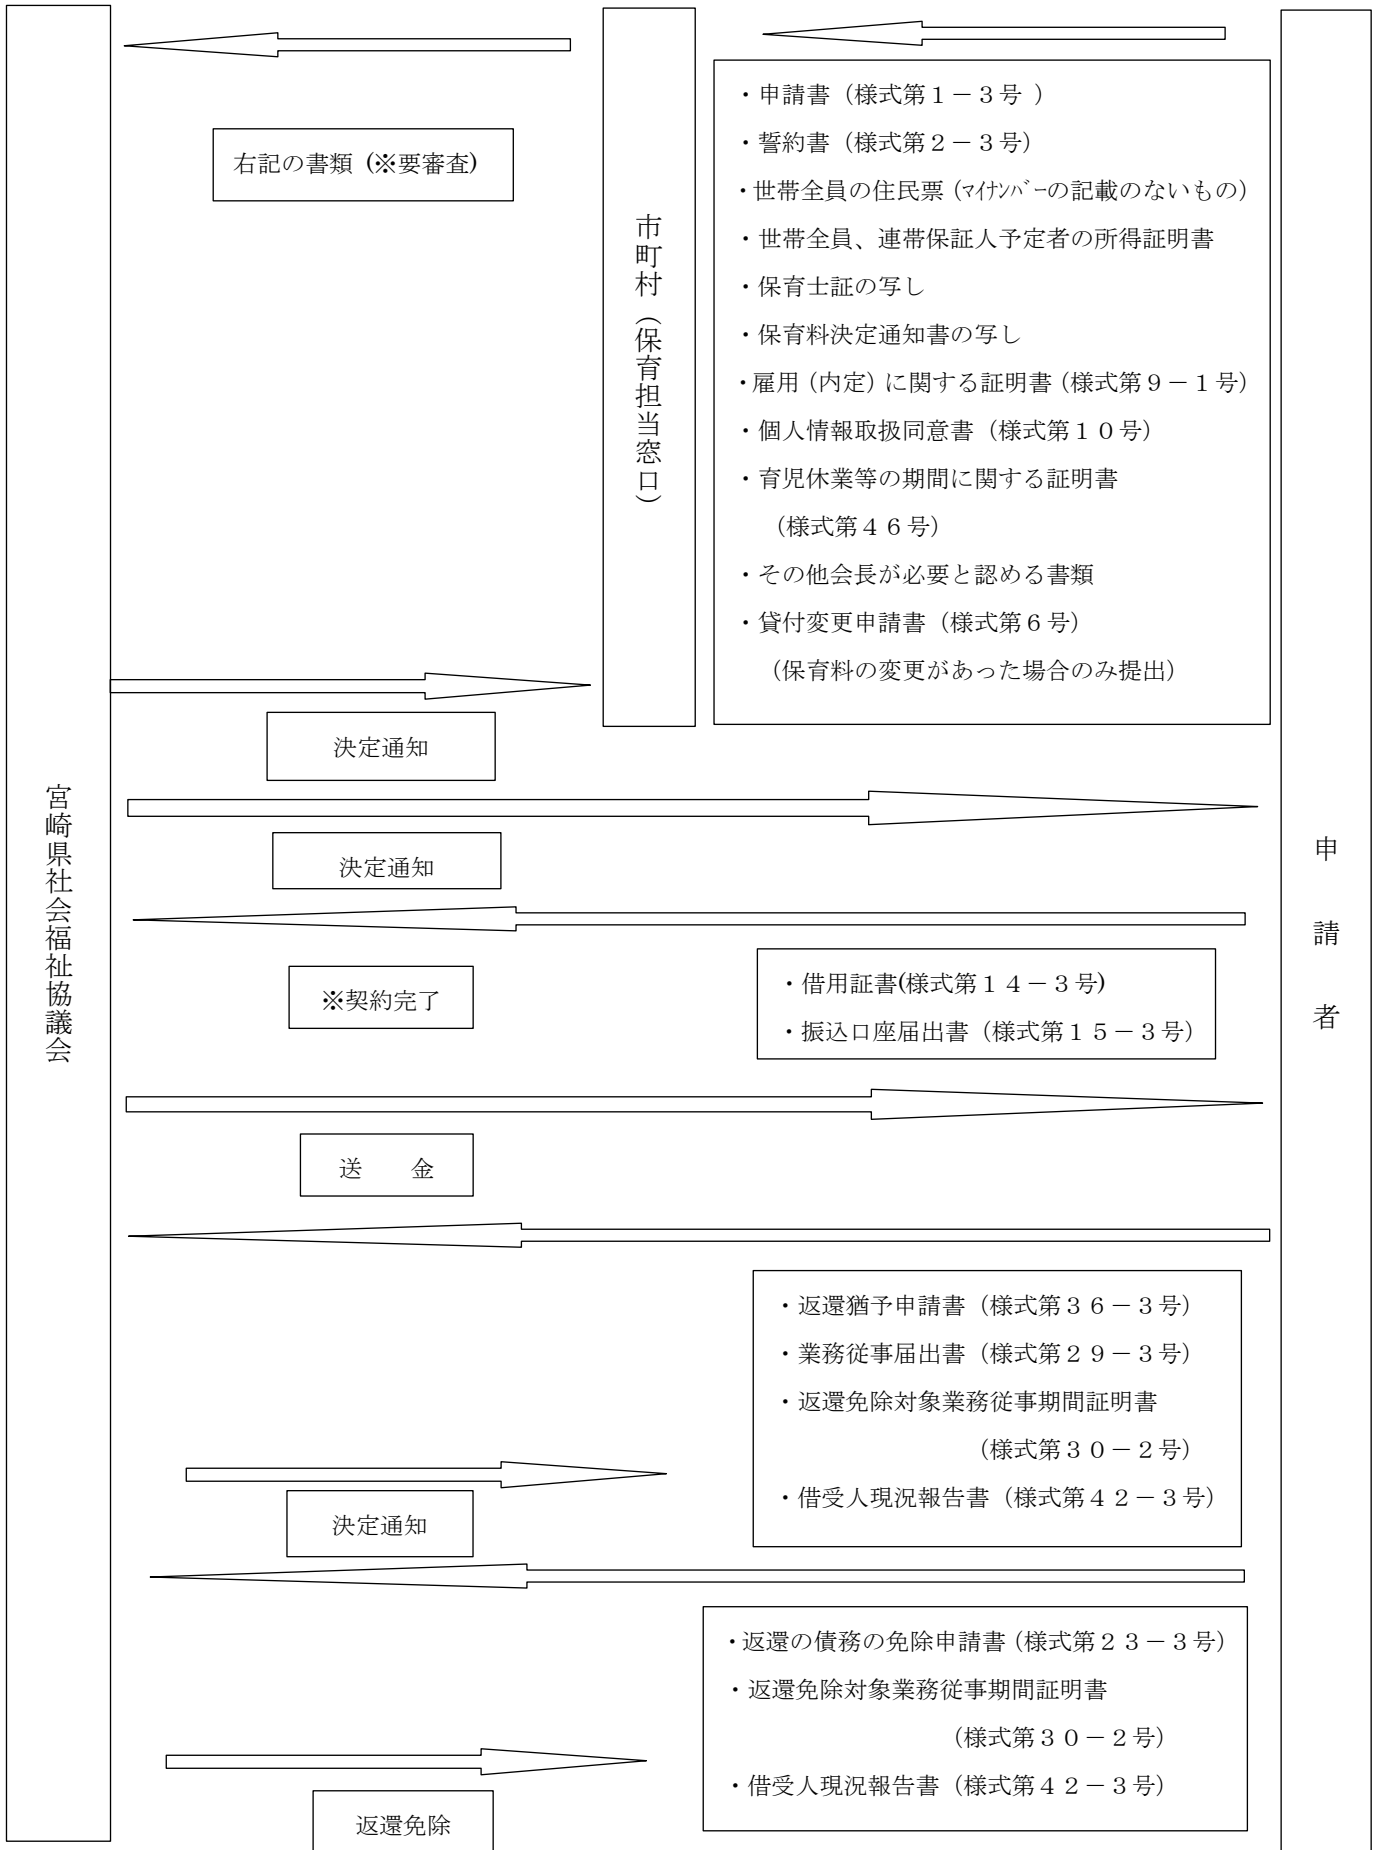 ・申請書（様式第１－３号 ）
・誓約書（様式第２－３号）
・世帯全員の住民票（ﾏｲﾅﾝﾊﾞｰの記載のないもの）
・世帯全員、連帯保証人予定者の所得証明書
・保育士証の写し
・保育料決定通知書の写し
・雇用（内定）に関する証明書（様式第９－１号）
・個人情報取扱同意書（様式第１０号）
・育児休業等の期間に関する証明書
（様式第４６号）
・その他会長が必要と認める書類
・貸付変更申請書（様式第６号）
（保育料の変更があった場合のみ提出）
右記の書類 (※要審査)
市町村（保育担当窓口）
決定通知
宮崎県社会福祉協議会
申請者
決定通知
・借用証書(様式第１４－３号)
・振込口座届出書（様式第１５－３号）
※契約完了
送　　金
・返還猶予申請書（様式第３６－３号）
・業務従事届出書（様式第２９－３号）
・返還免除対象業務従事期間証明書
（様式第３０－２号）
・借受人現況報告書（様式第４２－３号）
決定通知
・返還の債務の免除申請書（様式第２３－３号）
・返還免除対象業務従事期間証明書
（様式第３０－２号）
・借受人現況報告書（様式第４２－３号）
返還免除